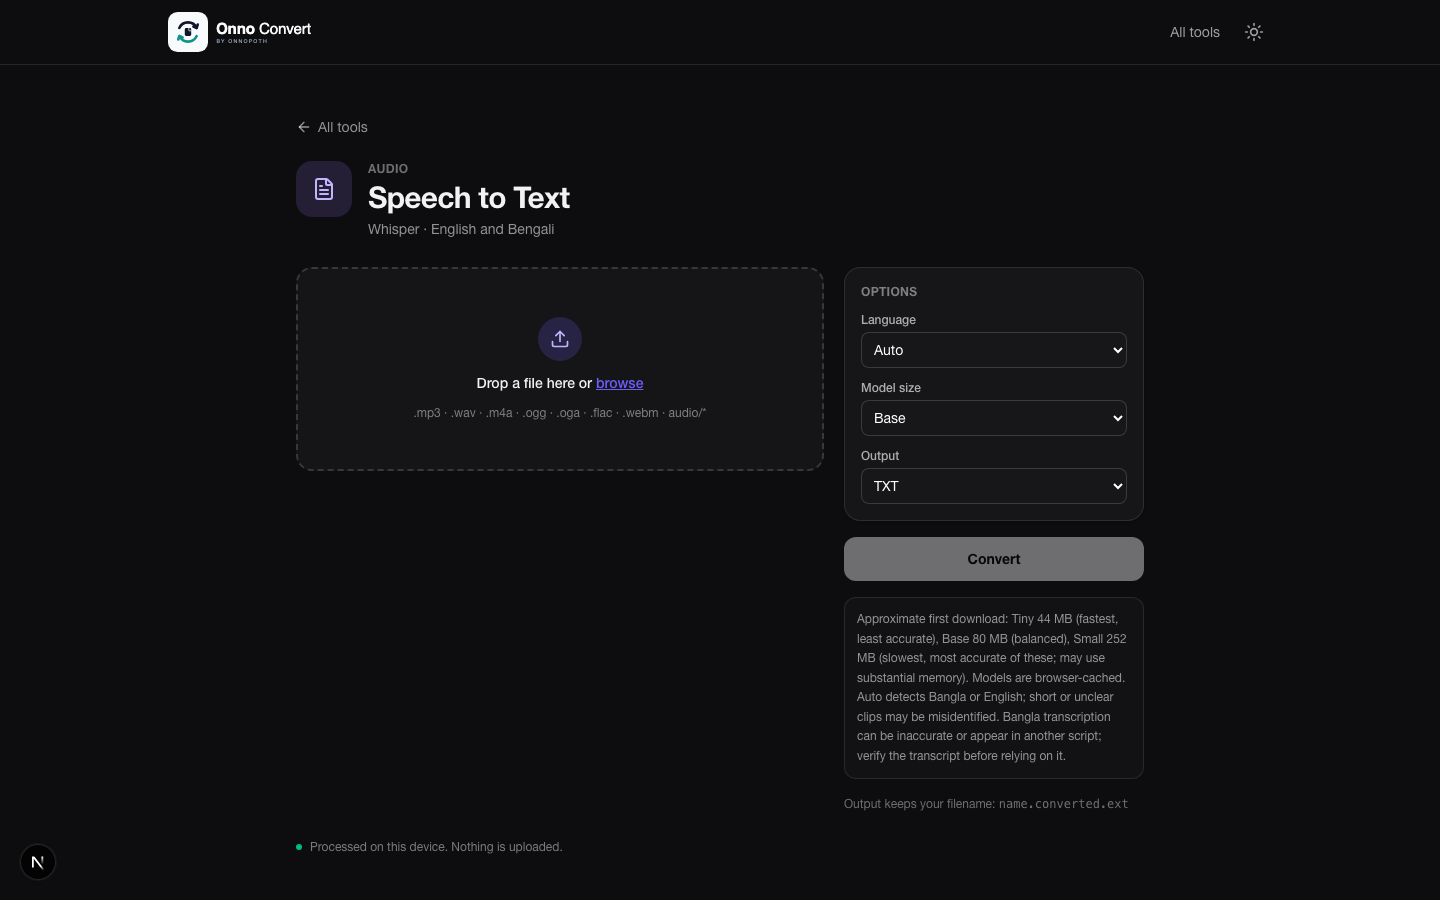 Onno Convert
BY ONNOPOTH
All tools
All tools
AUDIO
Speech to Text
Whisper · English and Bengali
Drop a file here or browse
.mp3 · .wav · .m4a · .ogg · .oga · .flac · .webm · audio/*
OPTIONS
Language
Auto
Model size
Base
Output
TXT
Convert
Approximate first download: Tiny 44 MB (fastest,
least accurate), Base 80 MB (balanced), Small 252
MB (slowest, most accurate of these; may use
substantial memory). Models are browser-cached.
Auto detects Bangla or English; short or unclear
clips may be misidentified. Bangla transcription
can be inaccurate or appear in another script;
verify the transcript before relying on it.
Output keeps your filename: name.converted.ext
Processed on this device. Nothing is uploaded.
N